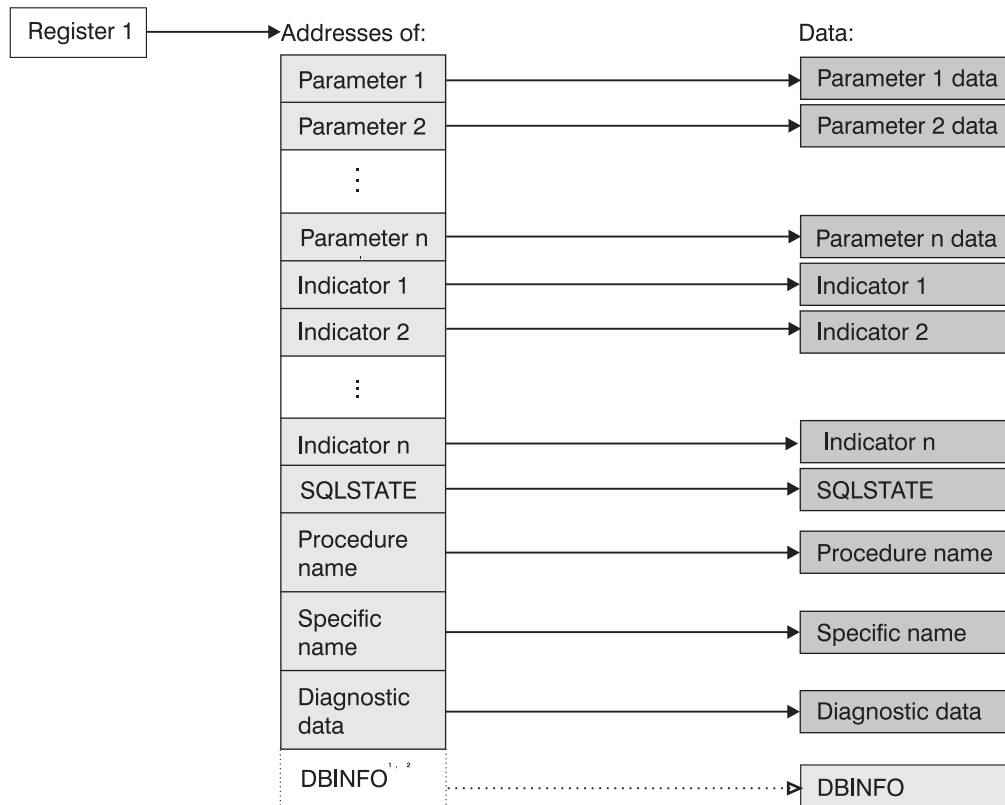 Register 1
Addresses of:
Data:
Parameter 1
Parameter 1 data
Parameter 2
Parameter 2 data
⋮
Parameter n
Parameter n data
Indicator 1
Indicator 1
Indicator 2
Indicator 2
⋮
Indicator n
Indicator n
SQLSTATE
SQLSTATE
Procedure
name
Procedure name
Specific
name
Specific name
Diagnostic
data
Diagnostic data
DBINFO 1, 2
DBINFO